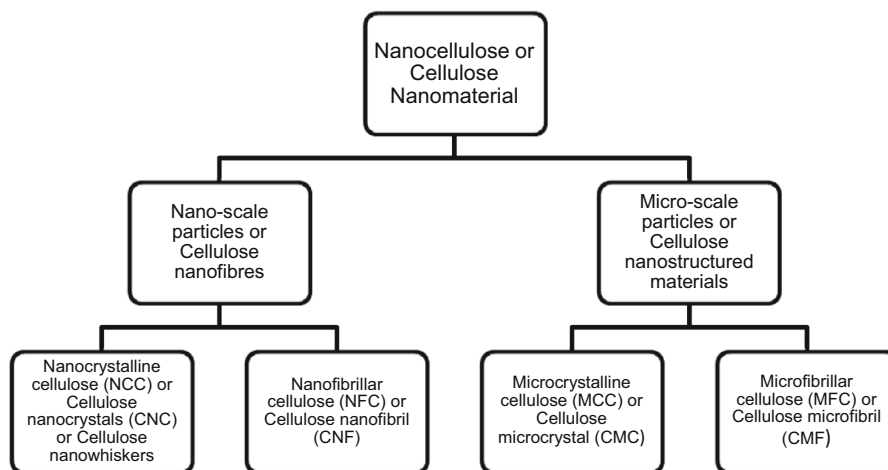 Nanocellulose or
Cellulose
Nanomaterial
Nano-scale
particles or
Cellulose
nanofibres
Micro-scale
particles or
Cellulose
nanostructured
materials
Nanocrystalline
cellulose (NCC) or
Cellulose
nanocrystals (CNC)
or Cellulose
nanowhiskers
Nanofibrillar
cellulose (NFC) or
Cellulose nanofibril
(CNF)
Microcrystalline
cellulose (MCC) or
Cellulose
microcrystal (CMC)
Microfibrillar
cellulose (MFC) or
Cellulose microfibril
(CMF)